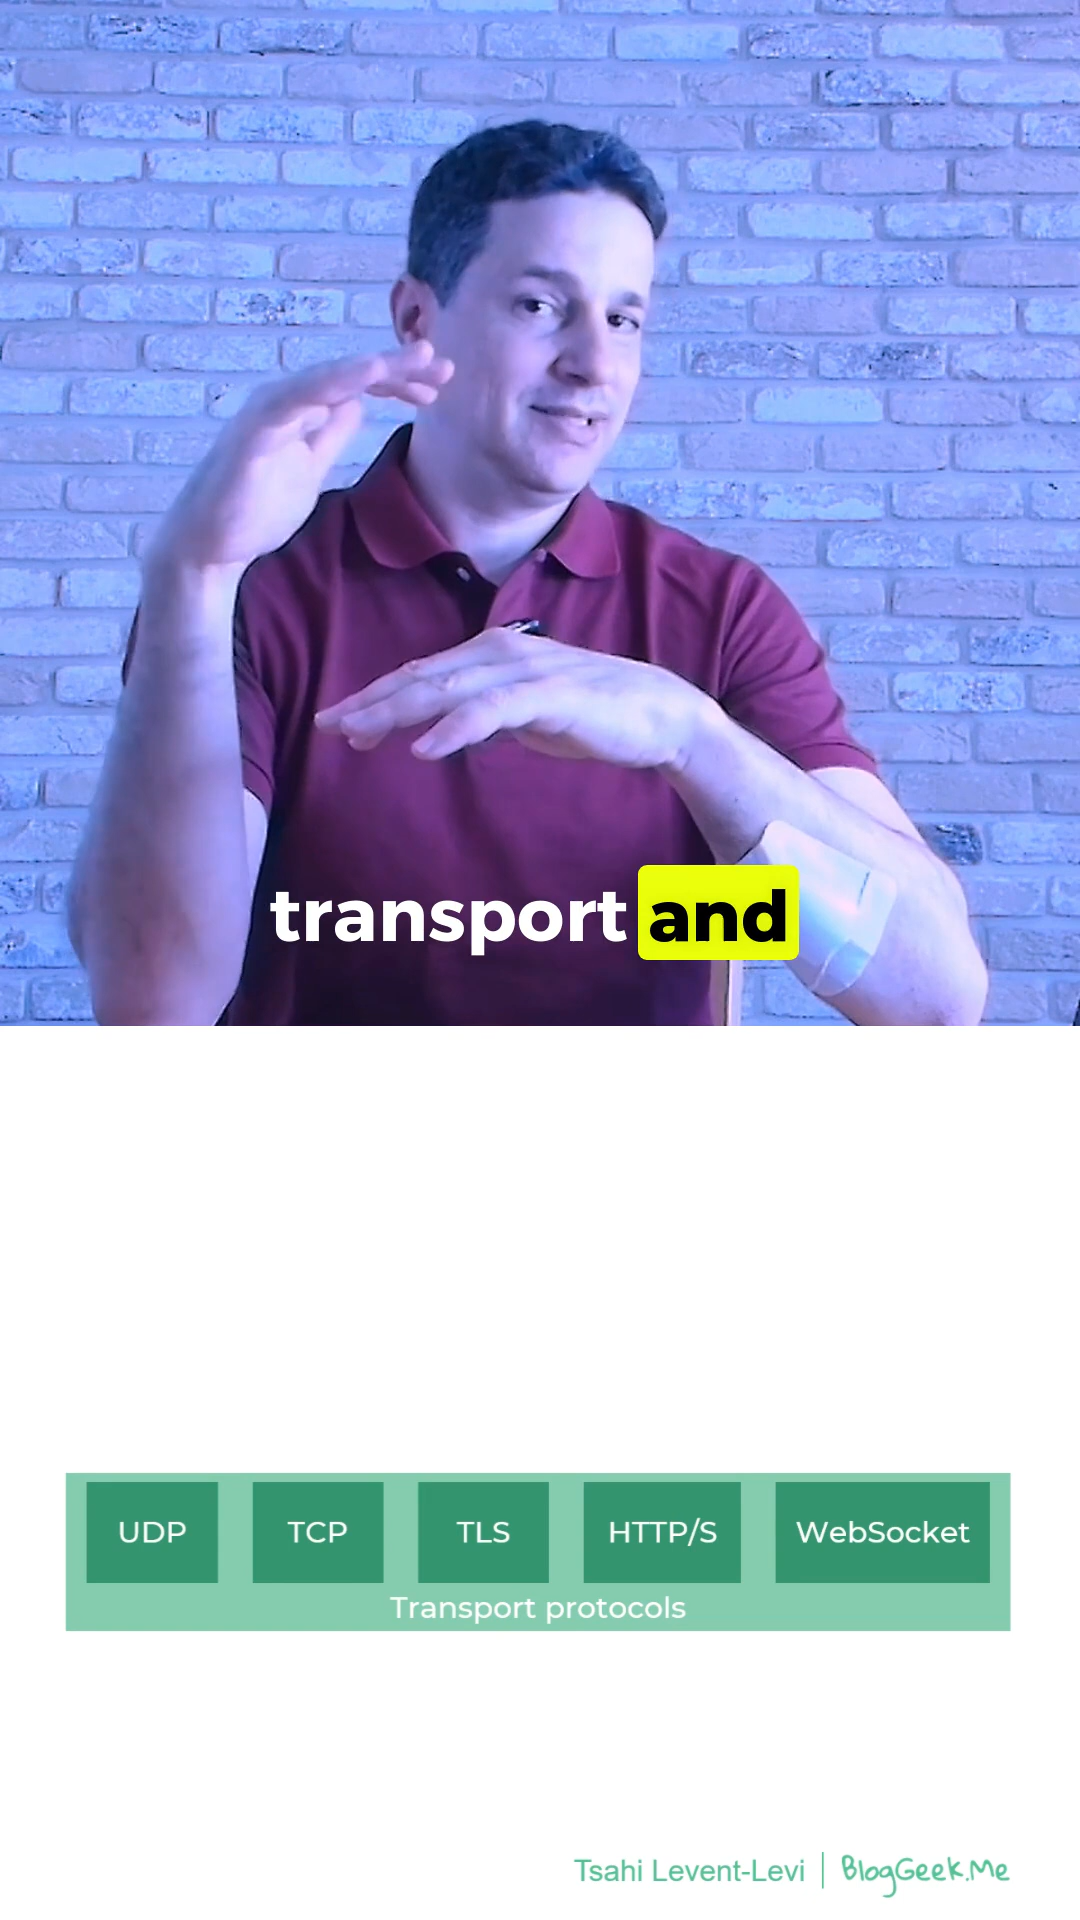 transport and
UDP TCP TLS HTTP/S WebSocket
Transport protocols
Tsahi Levent-Levi | BlogGeek.Me